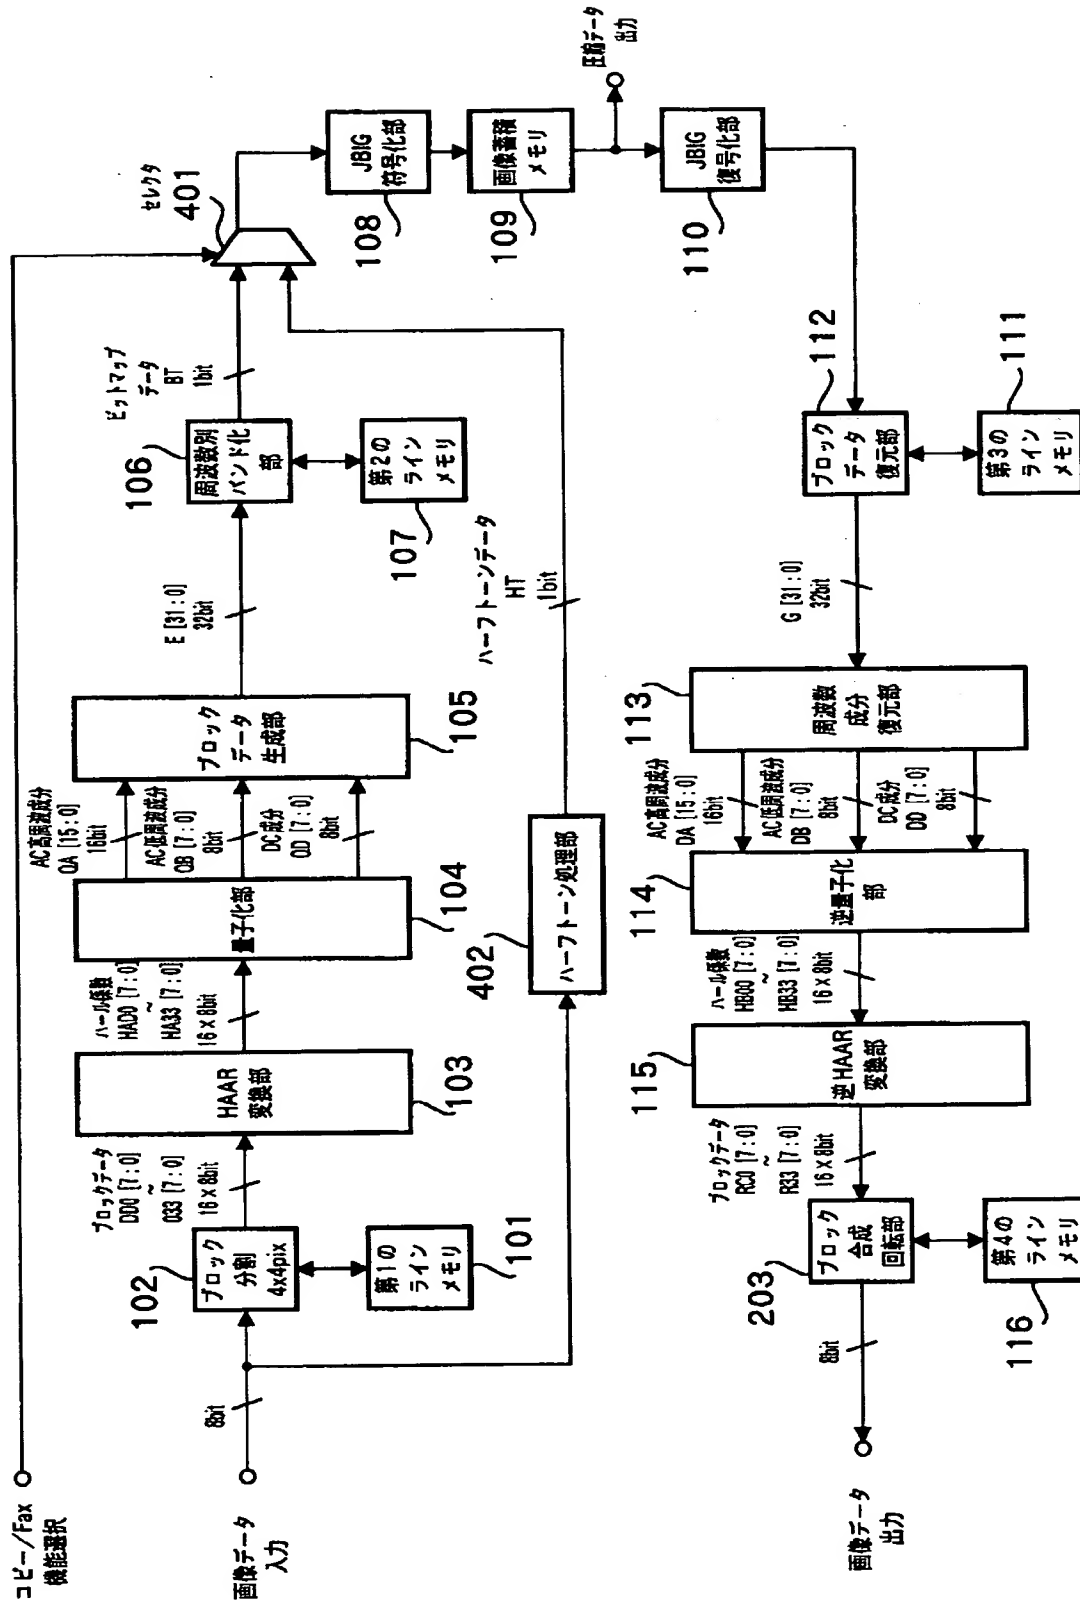 コピー/Fax
機能選択
画像データ
入力
8bit
102
ブロック
分割
4x4pix
第1の
ライン
メモリ
101
ブロックデータ
DD0 [7:0]
~
033 [7:0]
16×8bit
HAAR
変換部
103
ハール係数
HAD0 [7:0]
~
HA33 [7:0]
16×8bit
量子化部
104
AC高周波成分
QA [15:0]
16bit
AC低周波成分
QB [7:0]
8bit
DC成分
QD [7:0]
8bit
ブロック
データ
生成部
105
E [31:0]
32bit
106
周波数別
バンド化
部
第2の
ライン
メモリ
107
ビットマップ
データ
BT
1bit
セレクタ
401
402
ハーフトーン処理部
ハーフトーンデータ
HT
1bit
JBIG
符号化部
108
画像蓄積
メモリ
109
圧縮データ
出力
JBIG
復号化部
110
112
ブロック
データ
復元部
第3の
ライン
メモリ
111
G [31:0]
32bit
113
周波数
成分
復元部
AC高周波成分
DA [15:0]
16bit
AC低周波成分
DB [7:0]
8bit
DC成分
DD [7:0]
8bit
114
逆量子化
部
ハール係数
HB00 [7:0]
~
HB33 [7:0]
16×8bit
115
逆HAAR
変換部
ブロックデータ
RC0 [7:0]
~
R33 [7:0]
16×8bit
203
ブロック
合成
回転部
第4の
ライン
メモリ
116
8bit
画像データ
出力